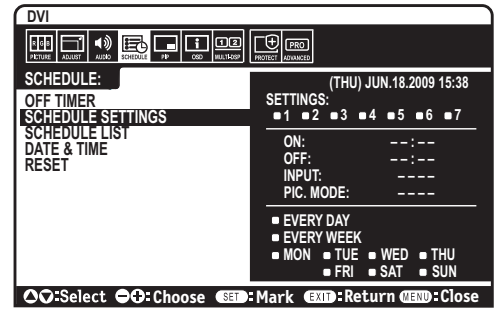 DVI
RGB
12
PRO
PICTURE ADJUST AUDIO SCHEDULE PIP OSD MULTI-DSP PROTECT ADVANCED
SCHEDULE:
OFF TIMER
SCHEDULE SETTINGS
SCHEDULE LIST
DATE & TIME
RESET
(THU) JUN.18.2009 15:38
SETTINGS:
1 2 3 4 5 6 7
ON: --:--
OFF: --:--
INPUT: ----
PIC. MODE: ----
EVERY DAY
EVERY WEEK
MON TUE WED THU
FRI SAT SUN
:Select :Choose SET:Mark EXIT:Return MENU:Close